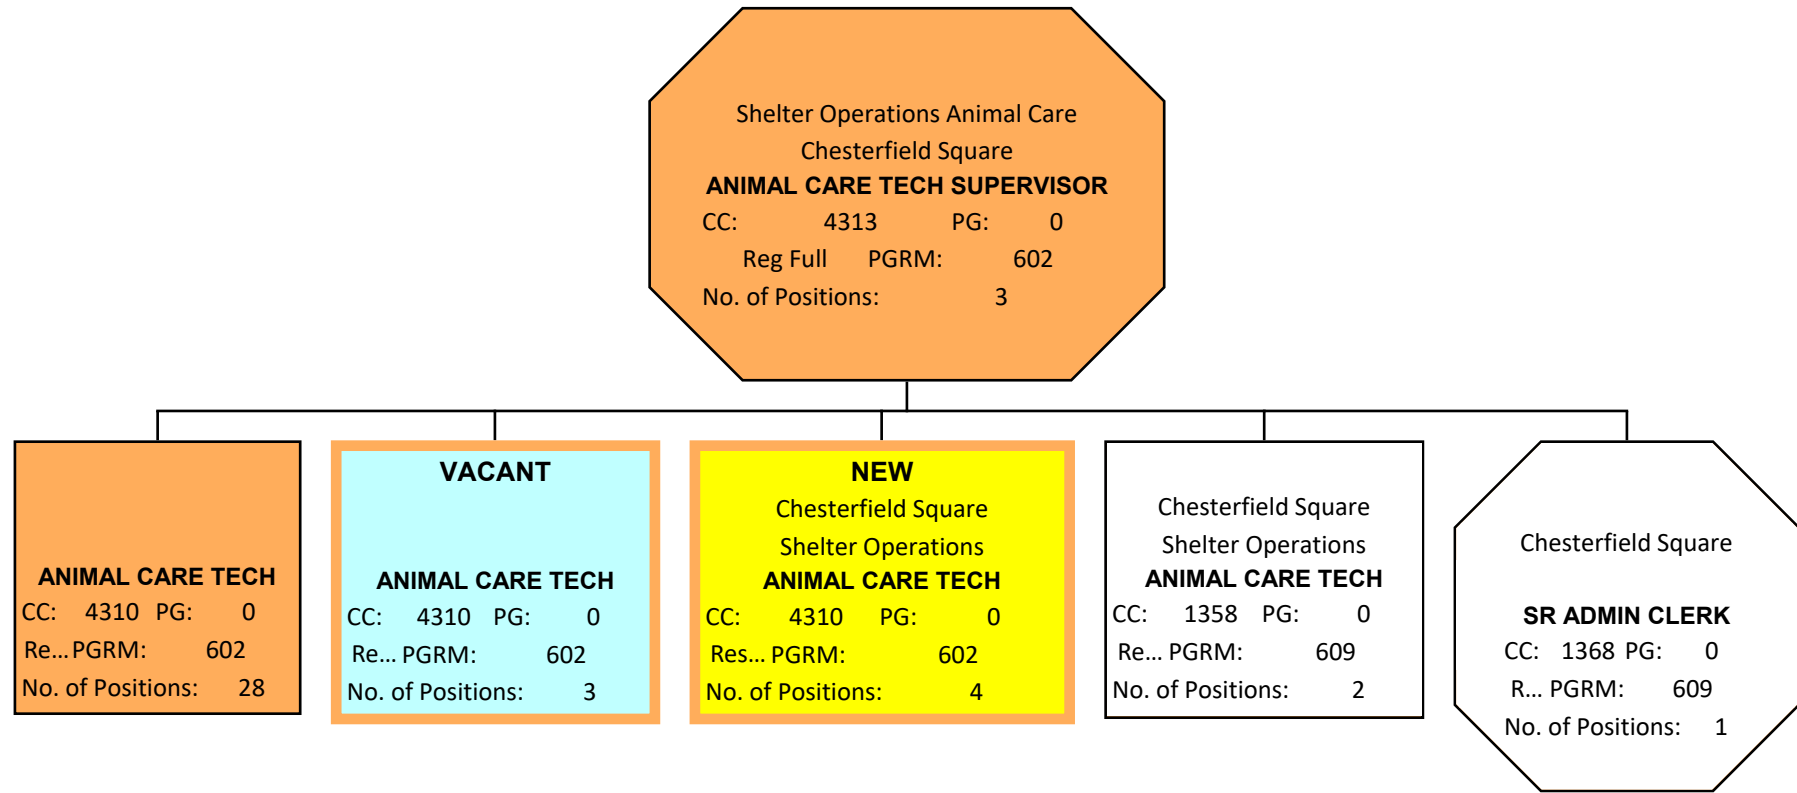 Shelter Operations Animal Care
Chesterfield Square
ANIMAL CARE TECH SUPERVISOR
CC: 4313 PG: 0
Reg Full PGRM: 602
No. of Positions: 3
ANIMAL CARE TECH
CC: 4310 PG: 0
Re... PGRM: 602
No. of Positions: 28
VACANT
ANIMAL CARE TECH
CC: 4310 PG: 0
Re... PGRM: 602
No. of Positions: 3
NEW
Chesterfield Square
Shelter Operations
ANIMAL CARE TECH
CC: 4310 PG: 0
Res... PGRM: 602
No. of Positions: 4
Chesterfield Square
Shelter Operations
ANIMAL CARE TECH
CC: 1358 PG: 0
Re... PGRM: 609
No. of Positions: 2
Chesterfield Square
SR ADMIN CLERK
CC: 1368 PG: 0
R... PGRM: 609
No. of Positions: 1